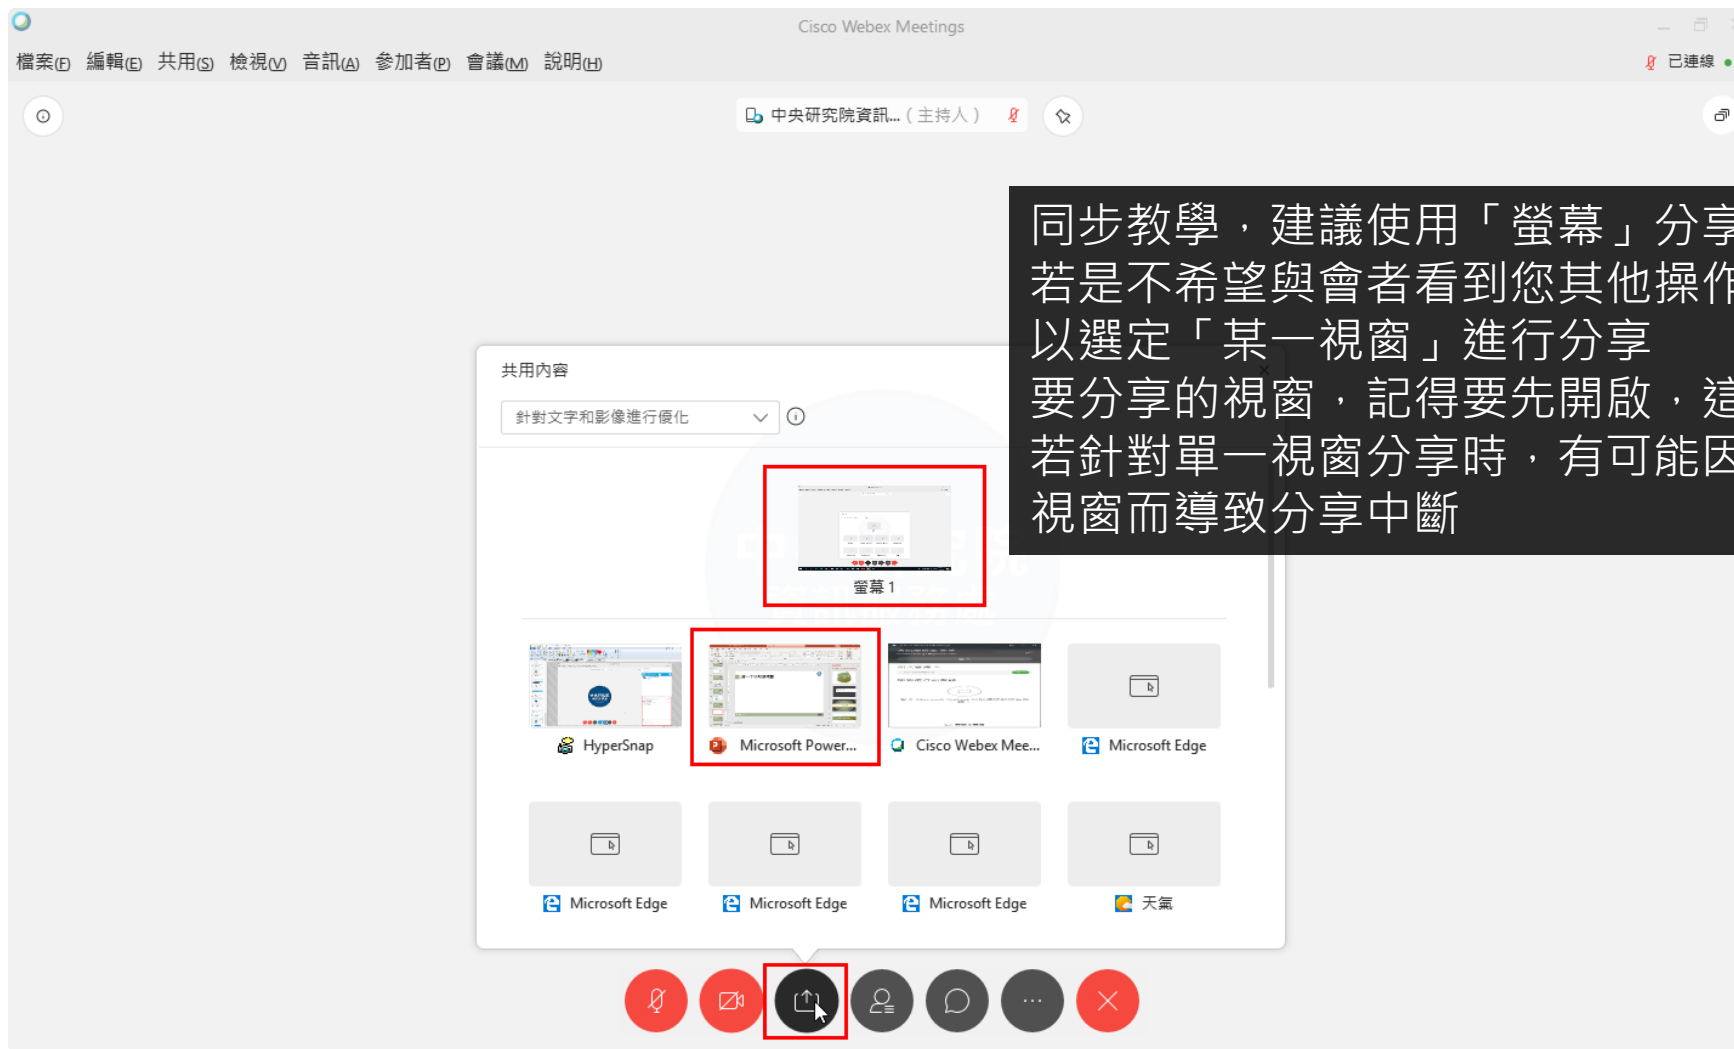 Cisco Webex Meetings
檔案(F) 編輯(E) 共用(S) 檢視(V) 音訊(A) 參加者(P) 會議(M) 說明(H)
已連線
中央研究院資訊... (主持人)
同步教學，建議使用「螢幕」分享
若是不希望與會者看到您其他操作
以選定「某一視窗」進行分享
要分享的視窗，記得要先開啟，這
若針對單一視窗分享時，有可能因
視窗而導致分享中斷
共用內容
針對文字和影像進行優化
螢幕 1
HyperSnap
Microsoft Power...
Cisco Webex Mee...
Microsoft Edge
Microsoft Edge
Microsoft Edge
Microsoft Edge
天氣